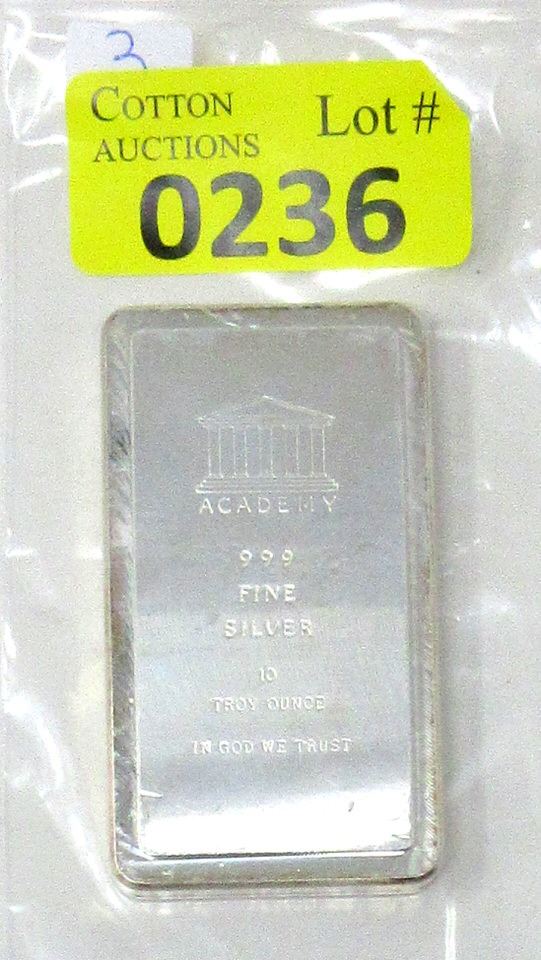 3
COTTON
AUCTIONS
Lot #
0236
ACADEMY
999
FINE
SILVER
10
TROY OUNCE
IN GOD WE TRUST